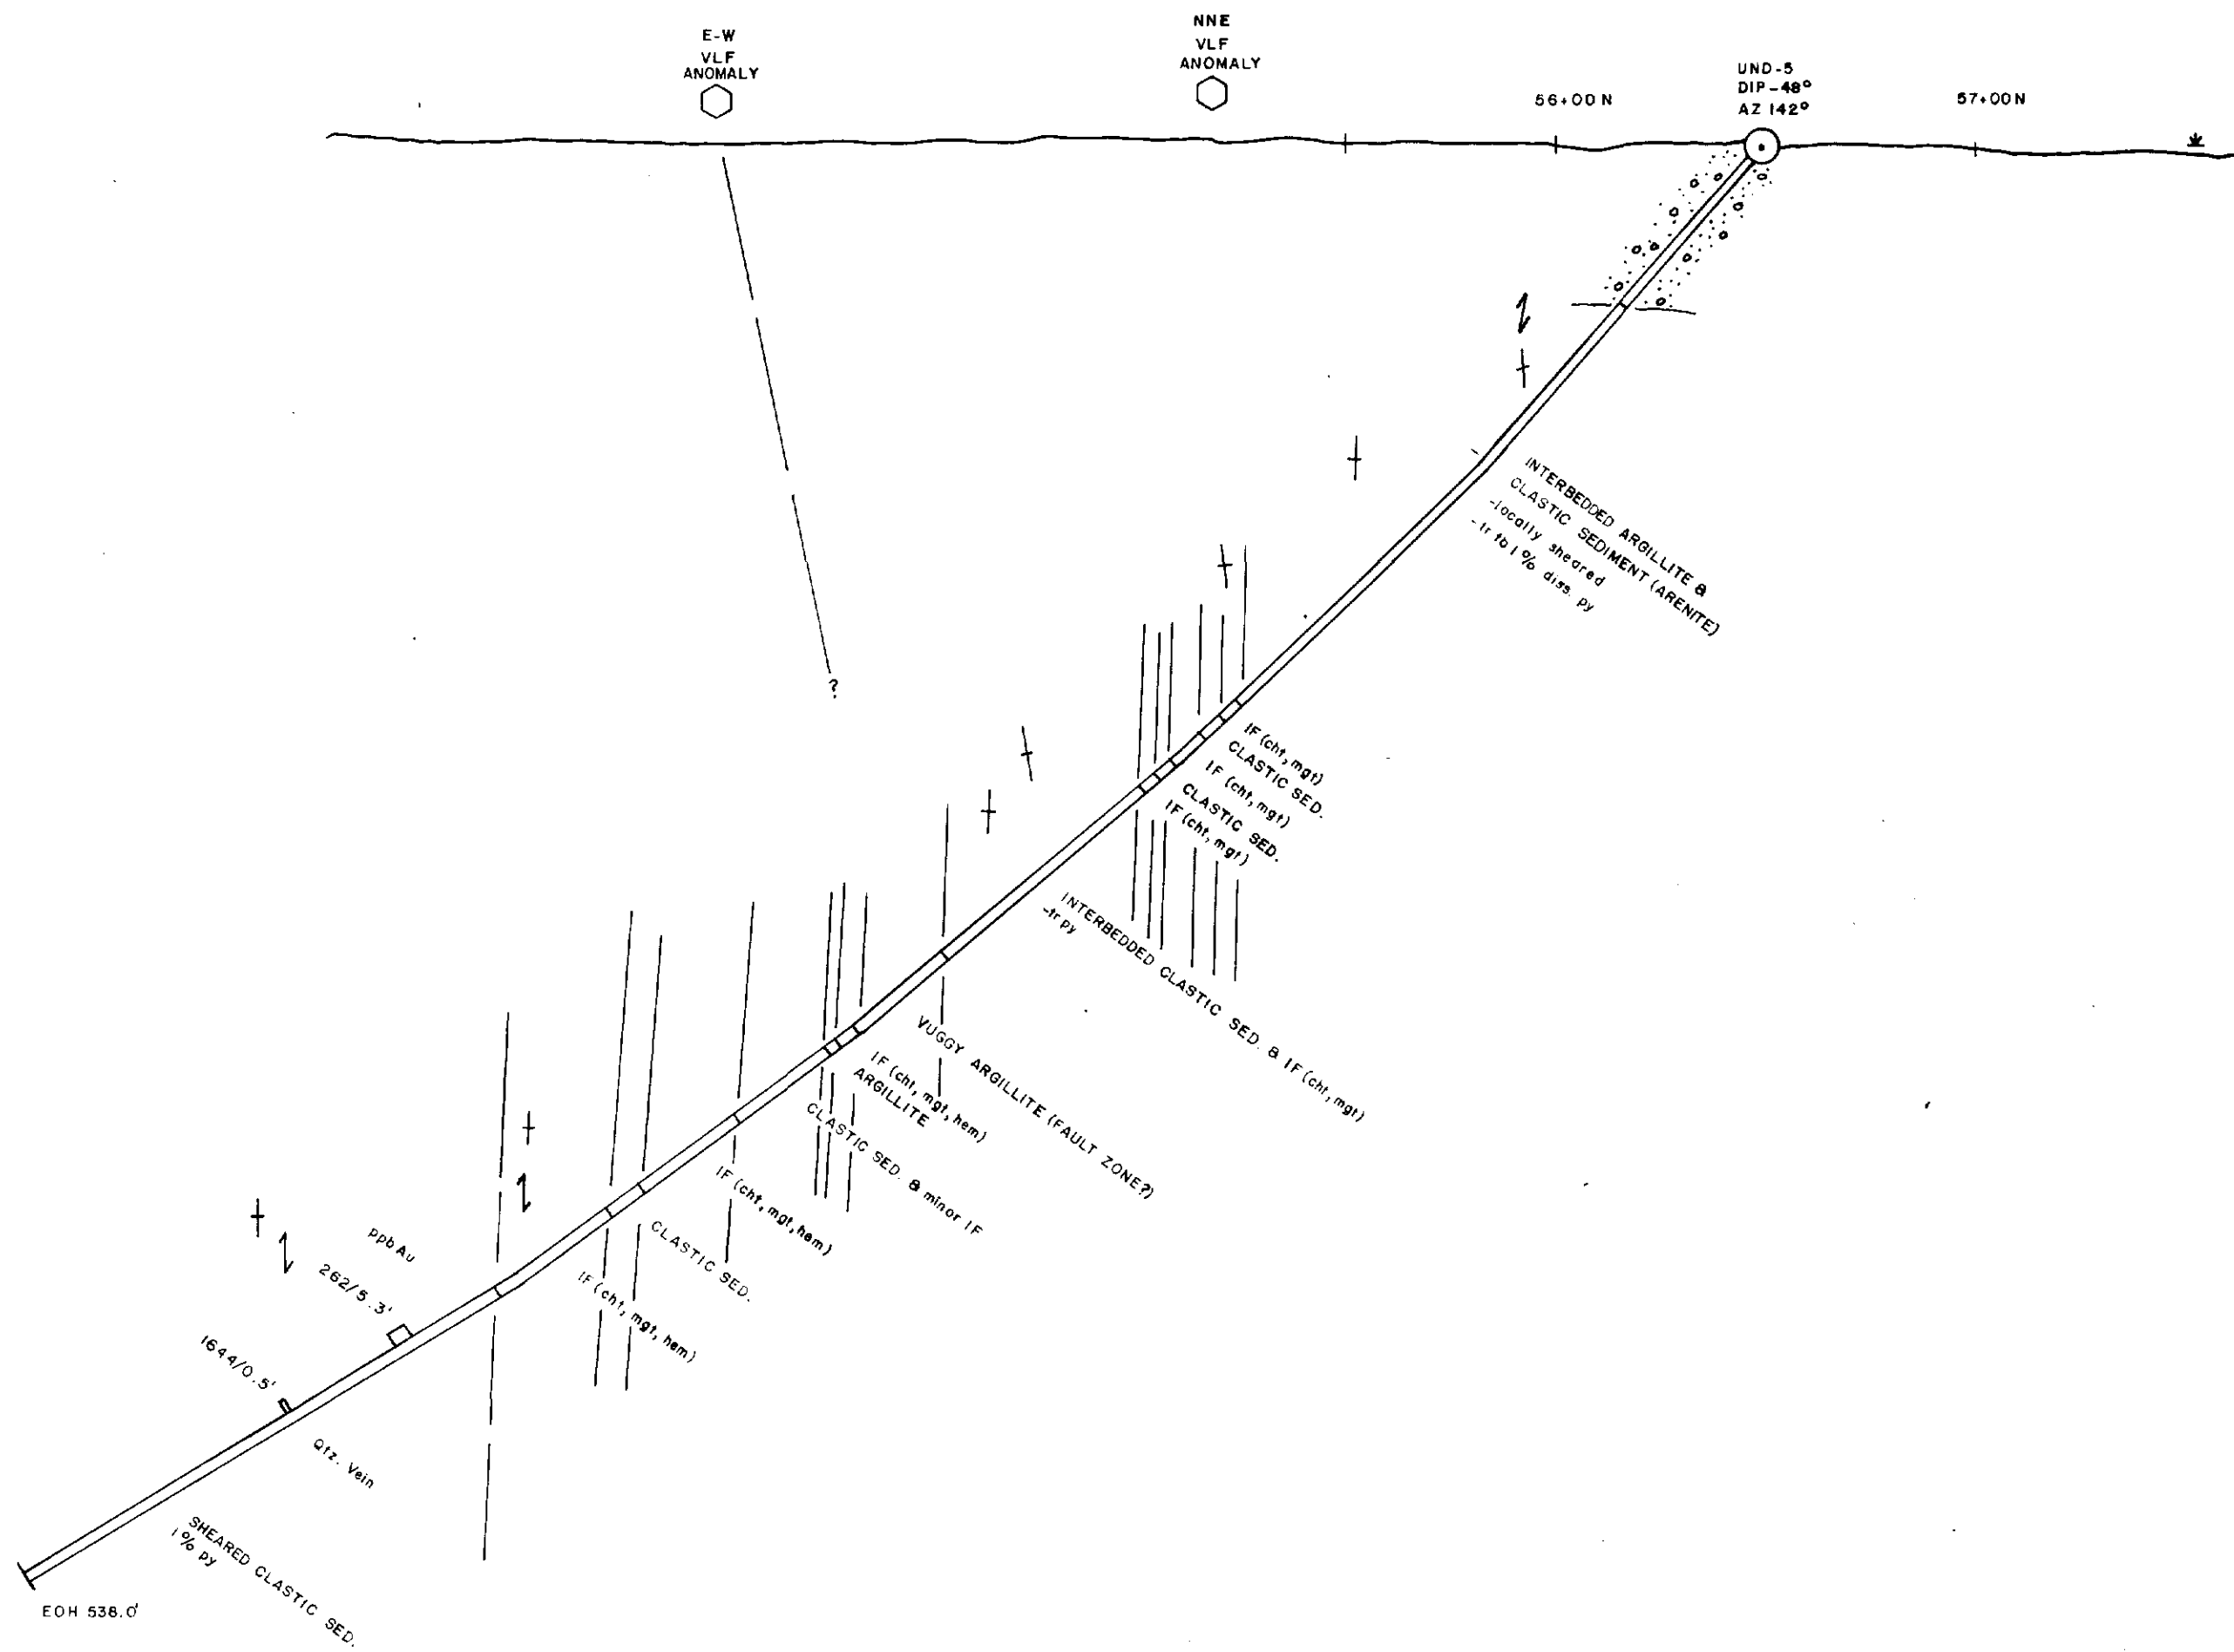 E-W
VLF
ANOMALY
NNE
VLF
ANOMALY
56+00 N
UND-5
DIP-48°
AZ 142°
57+00 N
INTERBEDDED ARGILLITE &
CLASTIC SEDIMENT (ARENITE)
-locally sheared
-tr to 1% diss. py
?
IF (cht, mgt)
CLASTIC SED.
IF (cht, mgt)
CLASTIC SED.
IF (cht, mgt)
INTERBEDDED CLASTIC SED. & IF (cht, mgt)
-tr py
VUGGY ARGILLITE (FAULT ZONE?)
IF (cht, mgt, hem)
ARGILLITE
CLASTIC SED. & minor IF
IF (cht, mgt, hem)
CLASTIC SED.
IF (cht, mgt, hem)
ppb Au
262/5.3'
1644/0.5'
Qtz. Vein
SHEARED CLASTIC SED.
1% py
EOH 538.0'